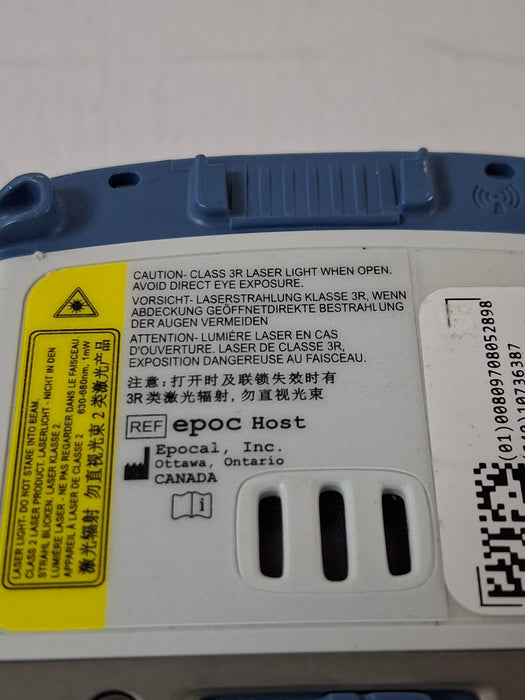 CAUTION- CLASS 3R LASER LIGHT WHEN OPEN.
AVOID DIRECT EYE EXPOSURE.
VORSICHT- LASERSTRAHLUNG KLASSE 3R, WENN
ABDECKUNG GEÖFFNETDIREKTE BESTRAHLUNG
DER AUGEN VERMEIDEN
ATTENTION- LUMIÈRE LASER EN CAS
D'OUVERTURE. LASER DE CLASSE 3R,
EXPOSITION DANGEREUSE AU FAISCEAU.
注意: 打开时及联锁失效时有
3R 类激光辐射, 勿直视光束
REF epoc Host
Epocal, Inc.
Ottawa, Ontario
CANADA
LASER LIGHT- DO NOT STARE INTO BEAM.
CLASS 2 LASER PRODUCT. LASERLICHT - NICHT IN DEN
STRAHL BLICKEN. LASER KLASSE 2.
LUMIÈRE LASER - NE PAS REGARDER DANS LE FAISCEAU.
APPAREIL À LASER DE CLASSE 2 630-680nm, 1mW
激光辐射 勿直视光束 2 类激光产品
(01)00809708052898
10736387